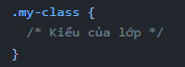 .my-class {
/* Kiểu của lớp */
}